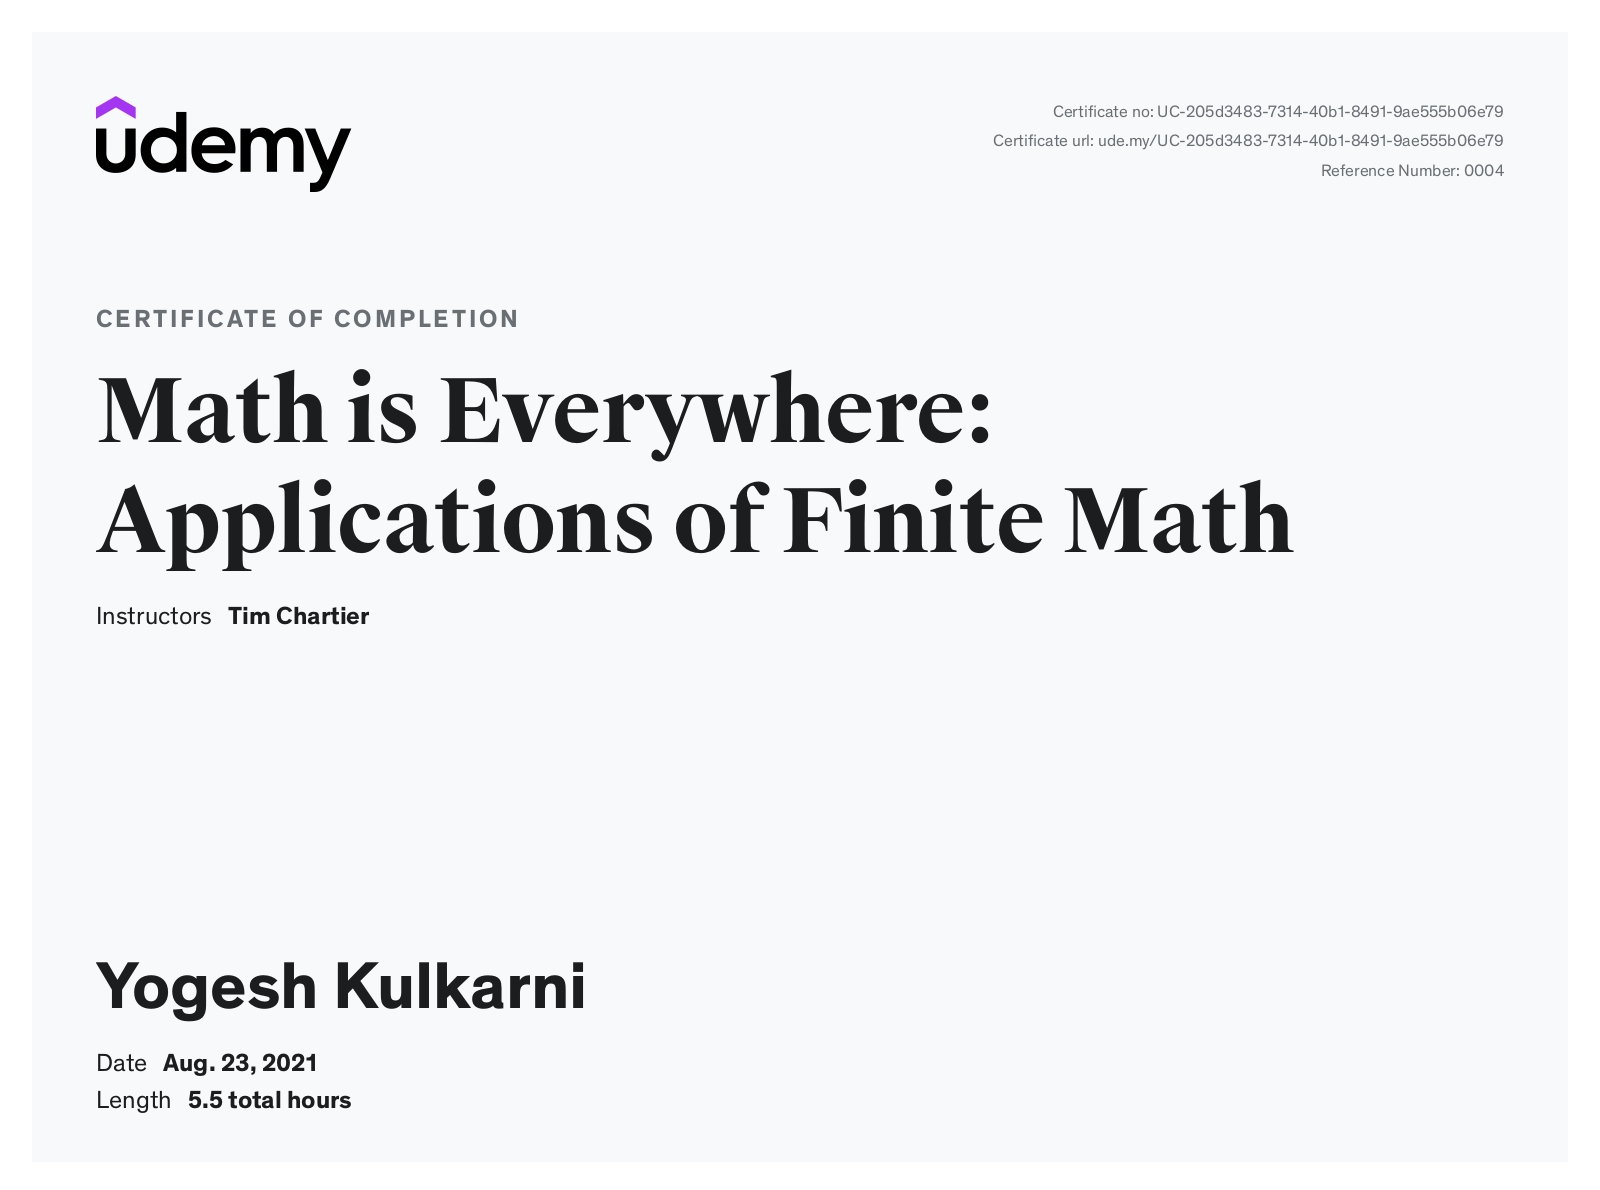 udemy
Certificate no: UC-205d3483-7314-40b1-8491-9ae555b06e79
Certificate url: ude.my/UC-205d3483-7314-40b1-8491-9ae555b06e79
Reference Number: 0004
CERTIFICATE OF COMPLETION
Math is Everywhere:
Applications of Finite Math
Instructors Tim Chartier
Yogesh Kulkarni
Date Aug. 23, 2021
Length 5.5 total hours